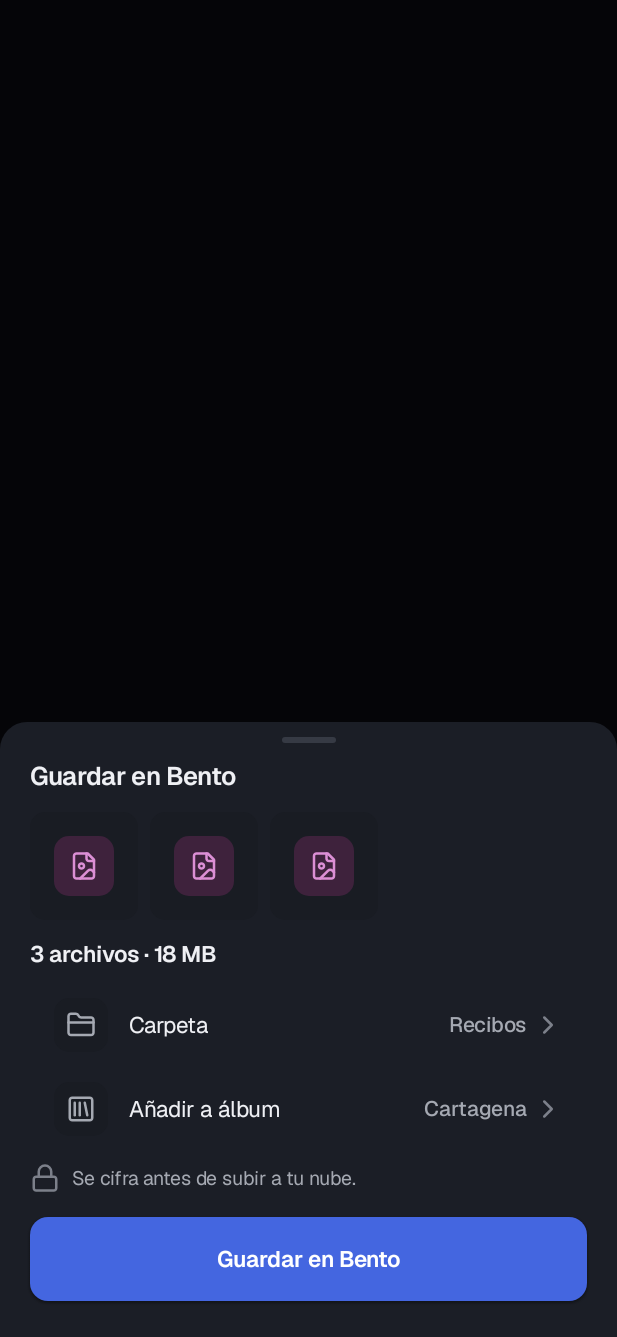 Guardar en Bento
3 archivos · 18 MB
Carpeta
Recibos
Añadir a álbum
Cartagena
Se cifra antes de subir a tu nube.
Guardar en Bento